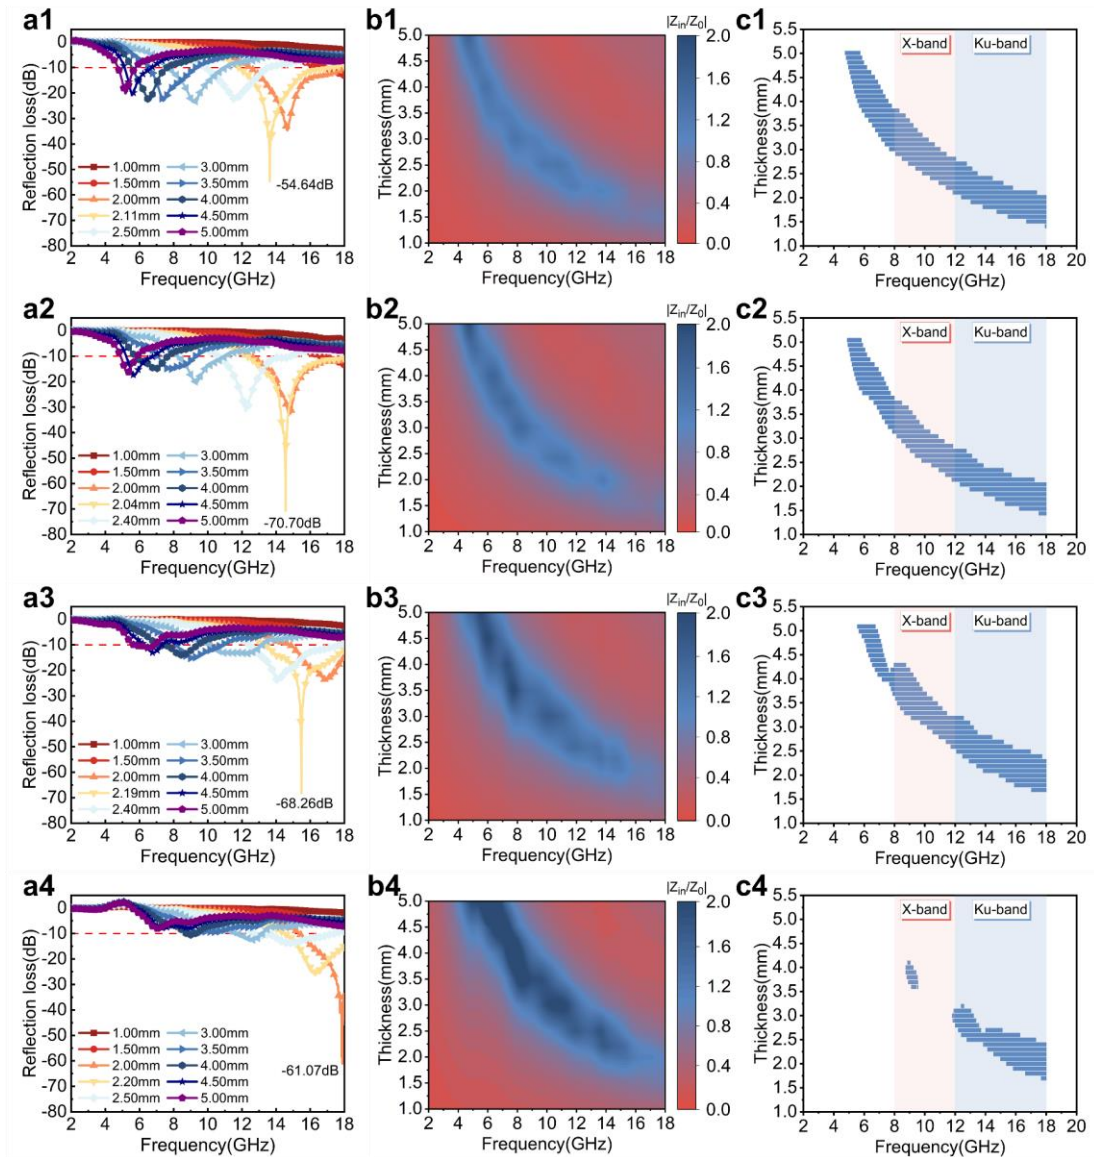 a1
Reflection loss(dB)
10
0
-10
-20
-30
-40
-50
-60
-70
-80
1.00mm 3.00mm
1.50mm 3.50mm
2.00mm 4.00mm
2.11mm 4.50mm
2.50mm 5.00mm
-54.64dB
2 4 6 8 10 12 14 16 18
Frequency(GHz)
b1
|Zin/Z0|
Thickness(mm)
5.0
4.5
4.0
3.5
3.0
2.5
2.0
1.5
1.0
2 4 6 8 10 12 14 16 18
Frequency(GHz)
2.0
1.6
1.2
0.8
0.4
0.0
c1
Thickness(mm)
5.5
5.0
4.5
4.0
3.5
3.0
2.5
2.0
1.5
1.0
X-band Ku-band
2 4 6 8 10 12 14 16 18 20
Frequency(GHz)
a2
Reflection loss(dB)
0
-10
-20
-30
-40
-50
-60
-70
-80
1.00mm 3.00mm
1.50mm 3.50mm
2.00mm 4.00mm
2.04mm 4.50mm
2.40mm 5.00mm
-70.70dB
2 4 6 8 10 12 14 16 18
Frequency(GHz)
b2
|Zin/Z0|
Thickness(mm)
5.0
4.5
4.0
3.5
3.0
2.5
2.0
1.5
1.0
2 4 6 8 10 12 14 16 18
Frequency(GHz)
2.0
1.6
1.2
0.8
0.4
0.0
c2
Thickness(mm)
5.5
5.0
4.5
4.0
3.5
3.0
2.5
2.0
1.5
1.0
X-band Ku-band
2 4 6 8 10 12 14 16 18 20
Frequency(GHz)
a3
Reflection loss(dB)
0
-10
-20
-30
-40
-50
-60
-70
-80
1.00mm 3.00mm
1.50mm 3.50mm
2.00mm 4.00mm
2.19mm 4.50mm
2.40mm 5.00mm
-68.26dB
2 4 6 8 10 12 14 16 18
Frequency(GHz)
b3
|Zin/Z0|
Thickness(mm)
5.0
4.5
4.0
3.5
3.0
2.5
2.0
1.5
1.0
2 4 6 8 10 12 14 16 18
Frequency(GHz)
2.0
1.6
1.2
0.8
0.4
0.0
c3
Thickness(mm)
5.5
5.0
4.5
4.0
3.5
3.0
2.5
2.0
1.5
1.0
X-band Ku-band
2 4 6 8 10 12 14 16 18 20
Frequency(GHz)
a4
Reflection loss(dB)
0
-10
-20
-30
-40
-50
-60
-70
-80
1.00mm 3.00mm
1.50mm 3.50mm
2.00mm 4.00mm
2.20mm 4.50mm
2.50mm 5.00mm
-61.07dB
2 4 6 8 10 12 14 16 18
Frequency(GHz)
b4
|Zin/Z0|
Thickness(mm)
5.0
4.5
4.0
3.5
3.0
2.5
2.0
1.5
1.0
2 4 6 8 10 12 14 16 18
Frequency(GHz)
2.0
1.6
1.2
0.8
0.4
0.0
c4
Thickness(mm)
5.5
5.0
4.5
4.0
3.5
3.0
2.5
2.0
1.5
1.0
X-band Ku-band
2 4 6 8 10 12 14 16 18 20
Frequency(GHz)